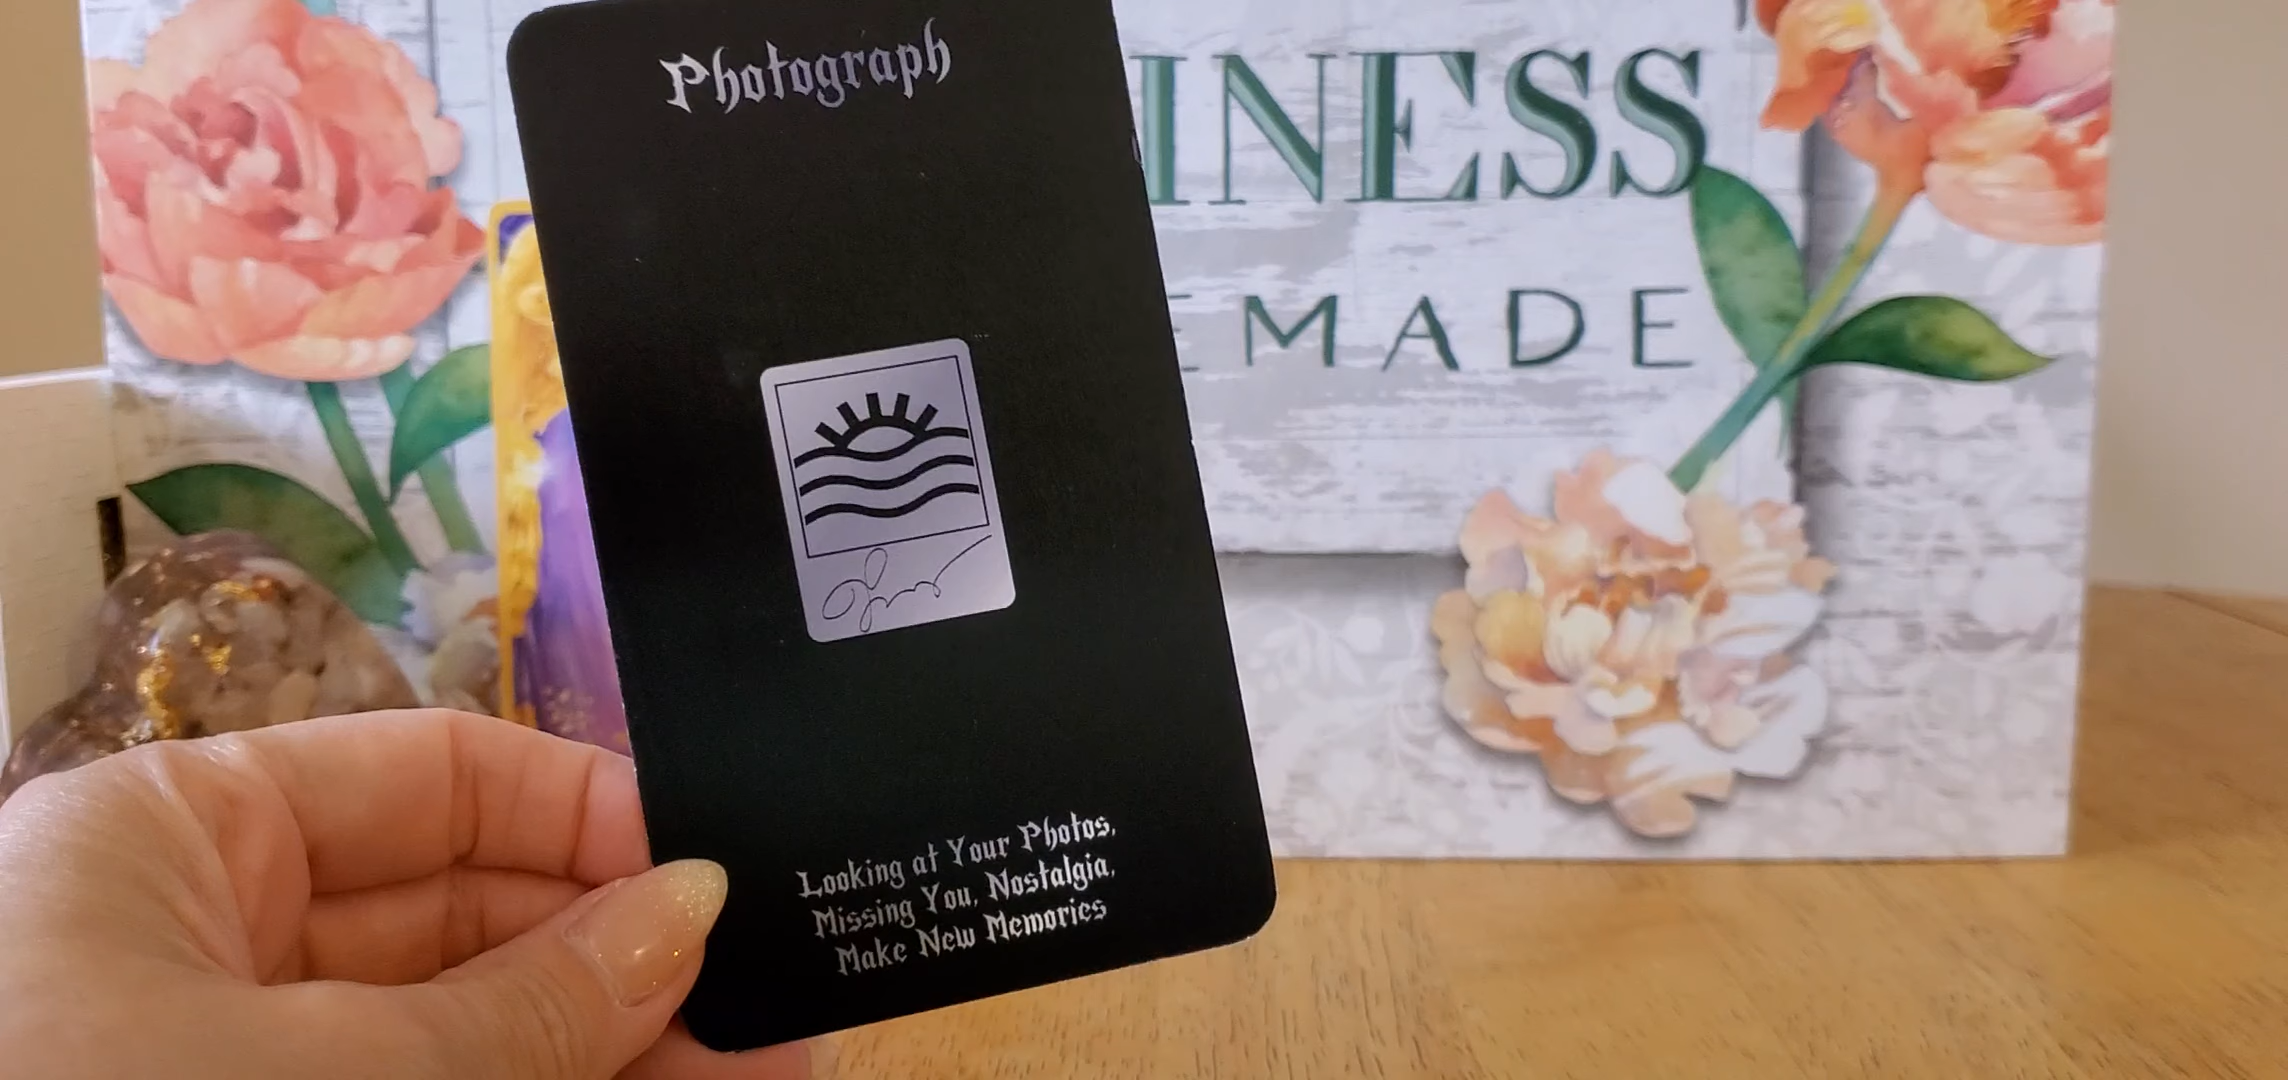 Photograph
INESS
EMADE
Looking at Your Photos,
Missing You, Nostalgia,
Make New Memories